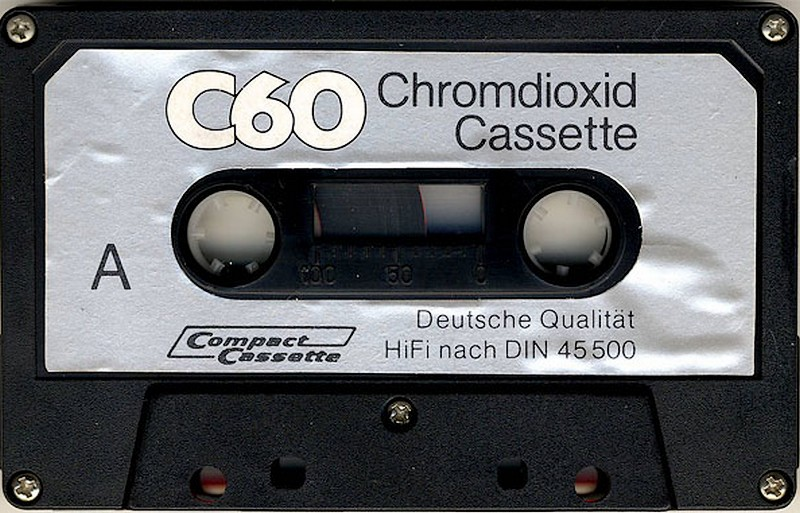 C60 Chromdioxid
Cassette
100 50 0
A
Deutsche Qualität
Compact
Cassette
HiFi nach DIN 45 500